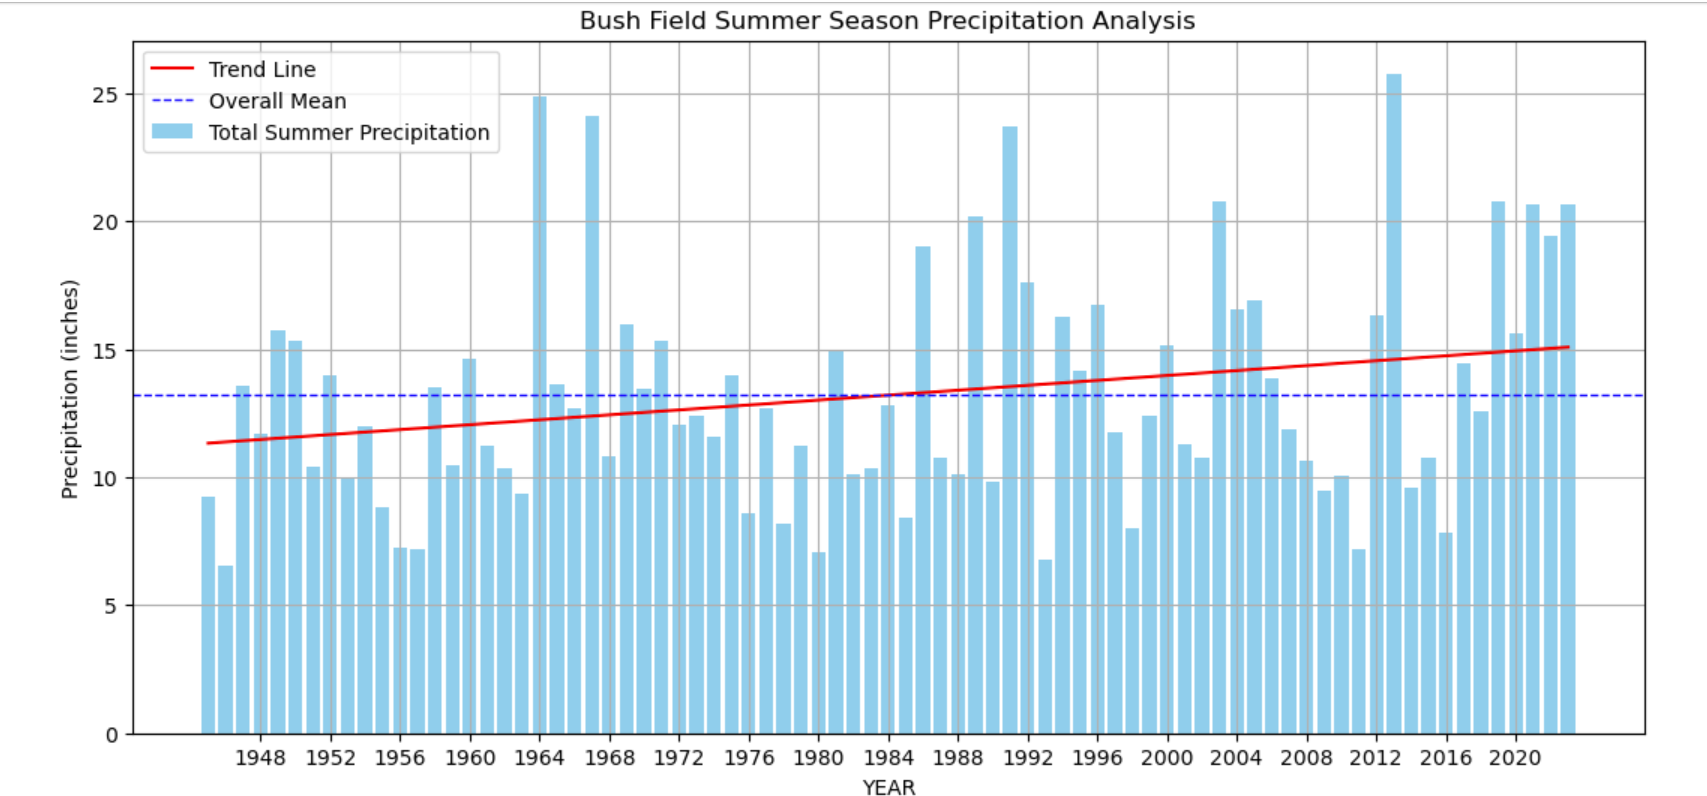 Bush Field Summer Season Precipitation Analysis
Trend Line
Overall Mean
Total Summer Precipitation
25
20
15
10
5
0
Precipitation (inches)
1948 1952 1956 1960 1964 1968 1972 1976 1980 1984 1988 1992 1996 2000 2004 2008 2012 2016 2020
YEAR